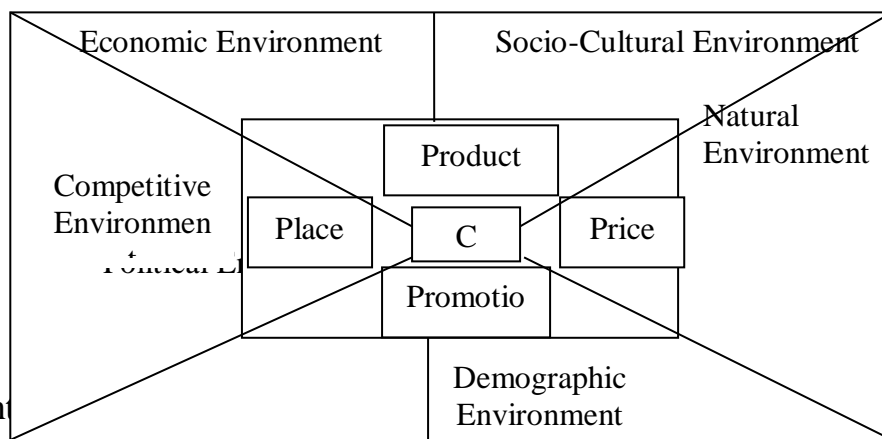 Economic Environment
Socio-Cultural Environment
Natural
Environment
Product
Competitive
Environmen
t
Place
C
Price
Promotio
Demographic
Environment